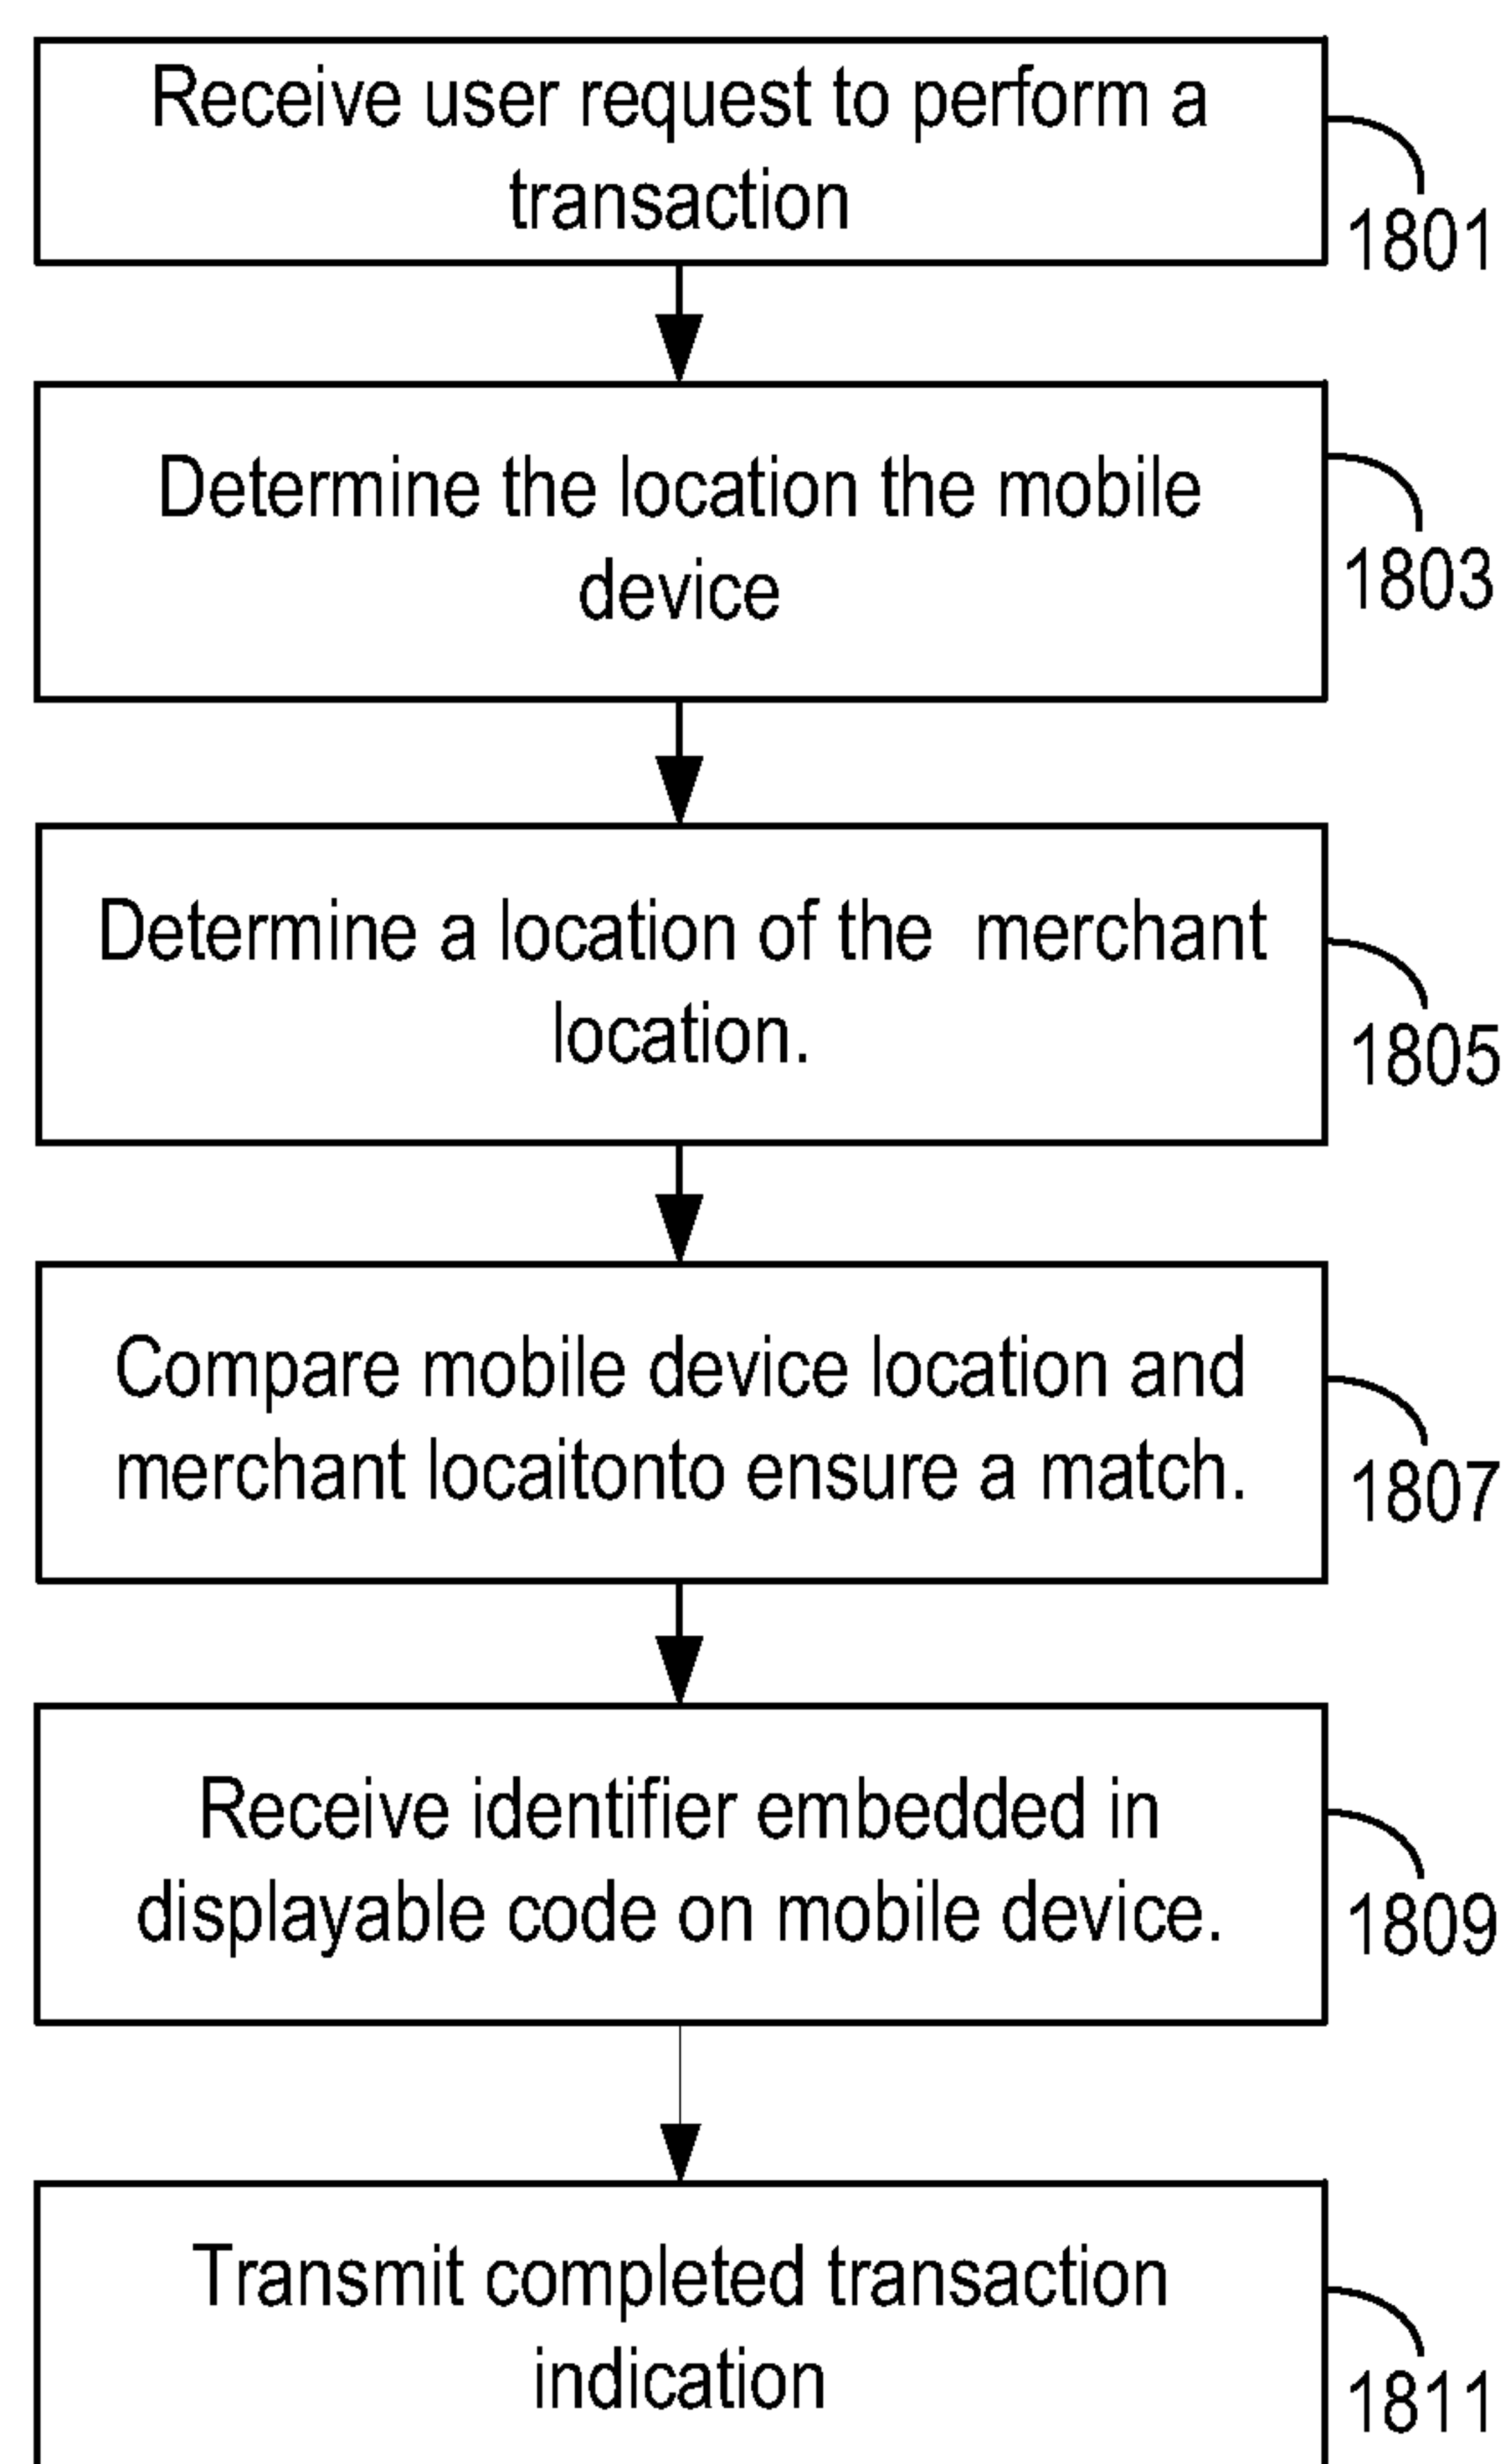 Receive user request to perform a
transaction
1801
Determine the location the mobile
device
1803
Determine a location of the  merchant
location.
1805
Compare mobile device location and
merchant locaitonto ensure a match.
1807
Receive identifier embedded in
displayable code on mobile device.
1809
Transmit completed transaction
indication
1811